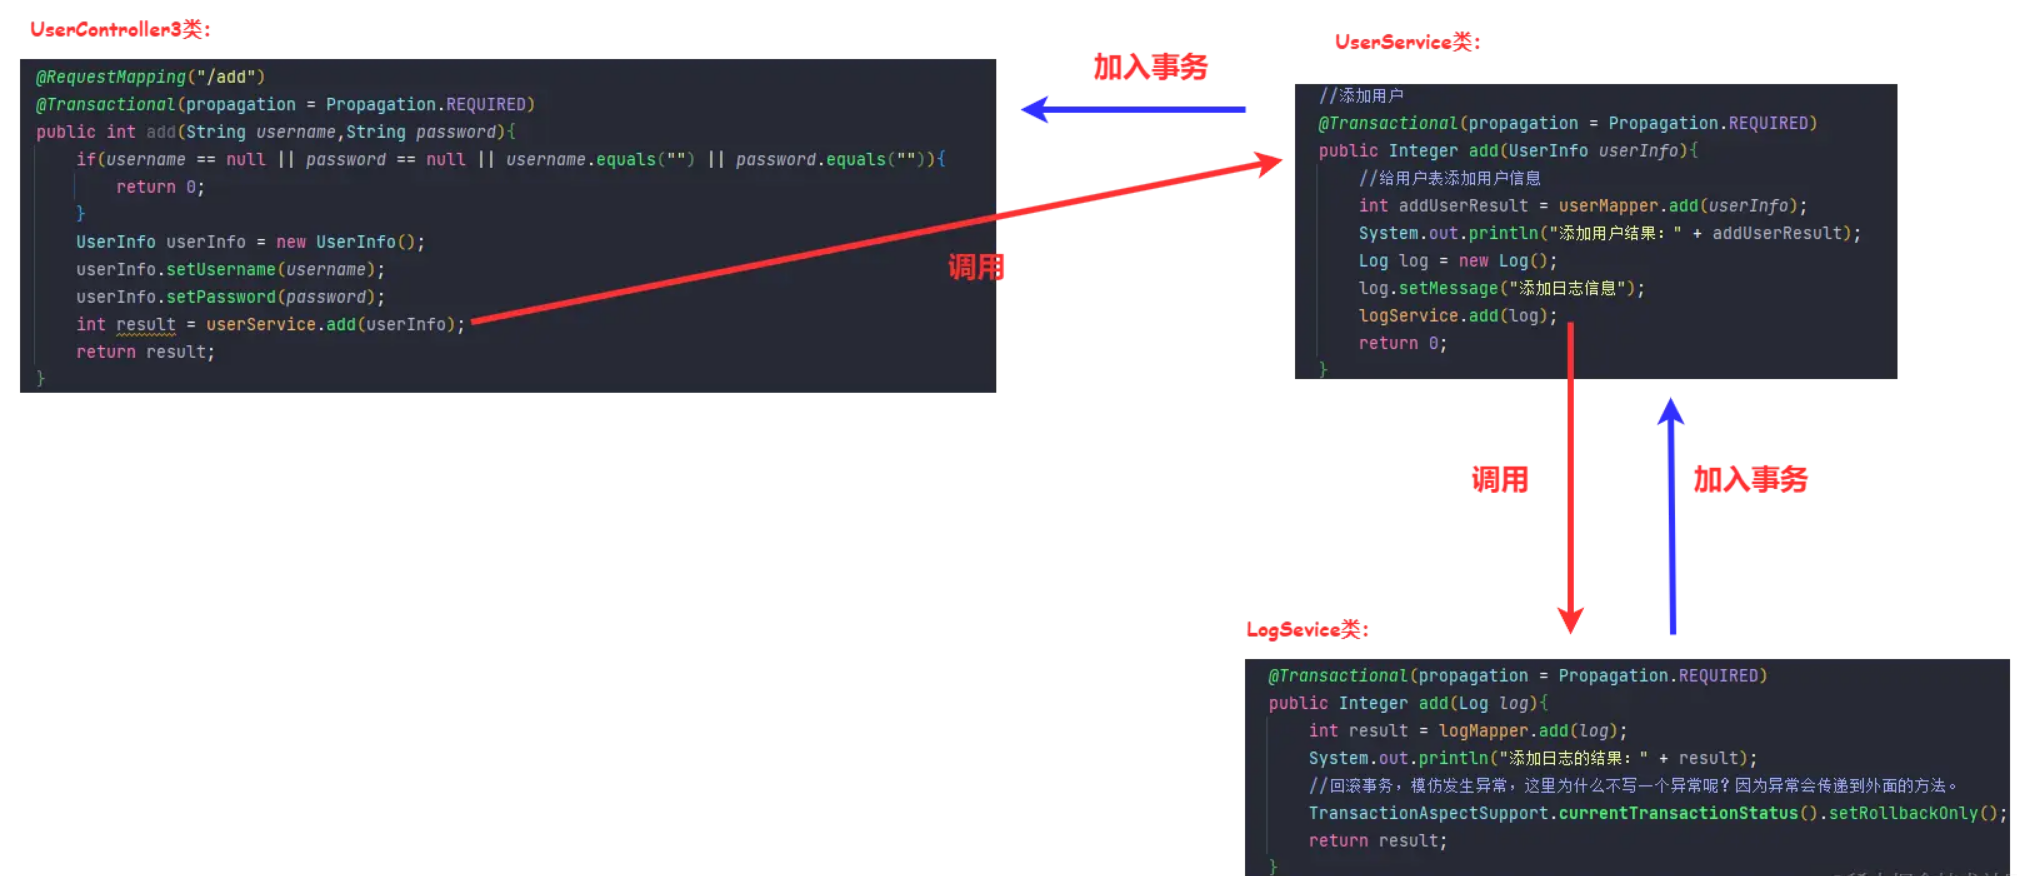 UserController3类:
@RequestMapping("/add")
@Transactional(propagation = Propagation.REQUIRED)
public int add(String username,String password){
if(username == null || password == null || username.equals("") || password.equals("")){
return 0;
}
UserInfo userInfo = new UserInfo();
userInfo.setUsername(username);
userInfo.setPassword(password);
int result = userService.add(userInfo);
return result;
}
加入事务
调用
UserService类:
//添加用户
@Transactional(propagation = Propagation.REQUIRED)
public Integer add(UserInfo userInfo){
//给用户表添加用户信息
int addUserResult = userMapper.add(userInfo);
System.out.println("添加用户结果：" + addUserResult);
Log log = new Log();
log.setMessage("添加日志信息");
logService.add(log);
return 0;
}
调用
加入事务
LogSevice类:
@Transactional(propagation = Propagation.REQUIRED)
public Integer add(Log log){
int result = logMapper.add(log);
System.out.println("添加日志的结果：" + result);
//回滚事务，模仿发生异常，这里为什么不写一个异常呢？因为异常会传递到外面的方法。
TransactionAspectSupport.currentTransactionStatus().setRollbackOnly();
return result;
}